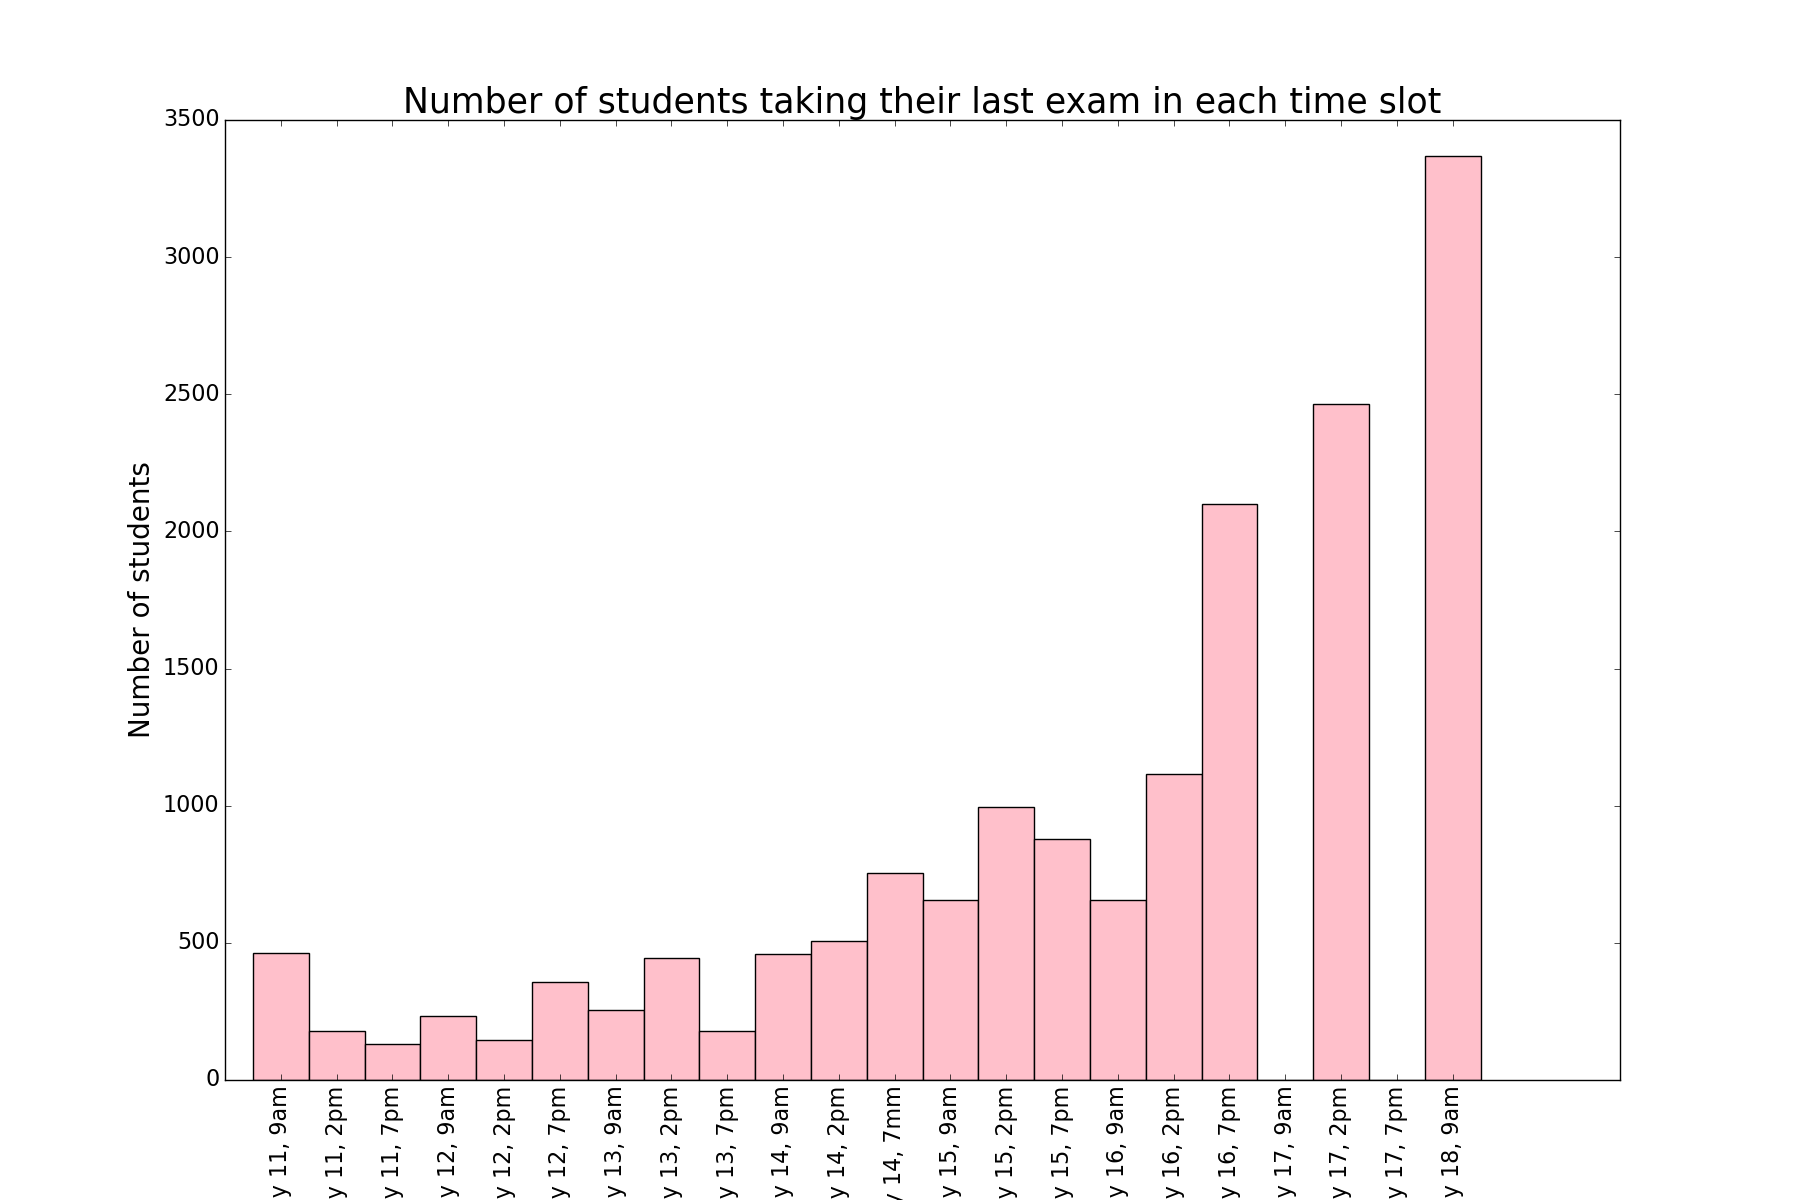 Number of students taking their last exam in each time slot
3500
3000
2500
2000
1500
1000
500
0
Number of students
y 11, 9am
y 11, 2pm
y 11, 7pm
y 12, 9am
y 12, 2pm
y 12, 7pm
y 13, 9am
y 13, 2pm
y 13, 7pm
y 14, 9am
y 14, 2pm
y 14, 7mm
y 15, 9am
y 15, 2pm
y 15, 7pm
y 16, 9am
y 16, 2pm
y 16, 7pm
y 17, 9am
y 17, 2pm
y 17, 7pm
y 18, 9am